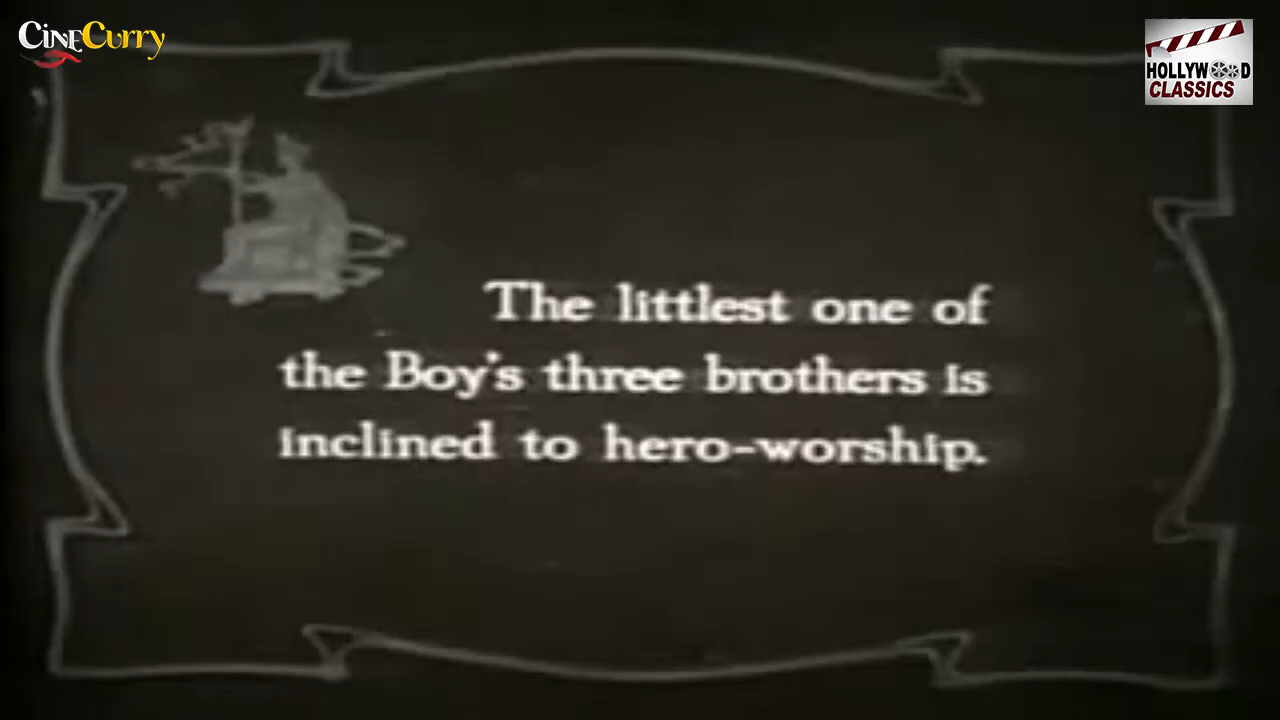 CineCurry
HOLLYWOOD
CLASSICS
The littlest one of
the Boy's three brothers is
inclined to hero-worship.